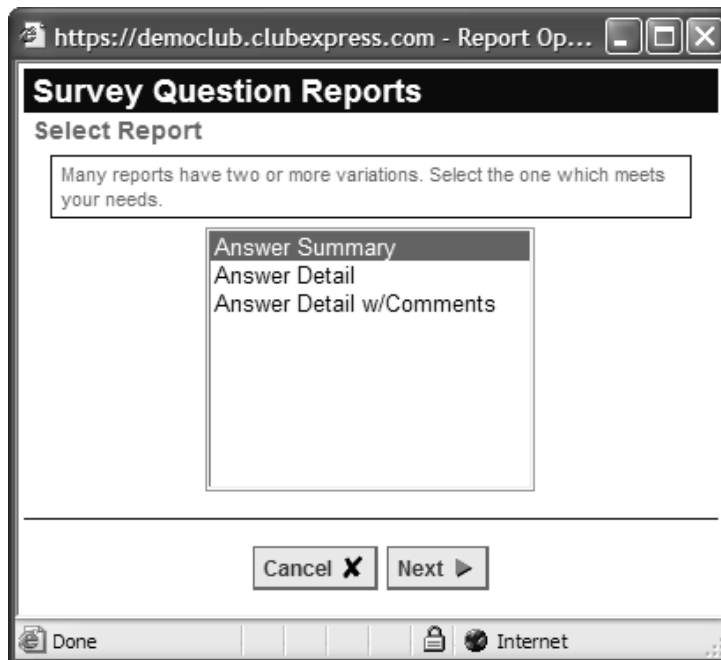 https://democlub.clubexpress.com - Report Op...
Survey Question Reports
Select Report
Many reports have two or more variations. Select the one which meets
your needs.
Answer Summary
Answer Detail
Answer Detail w/Comments
Cancel ✘ Next ►
Done Internet